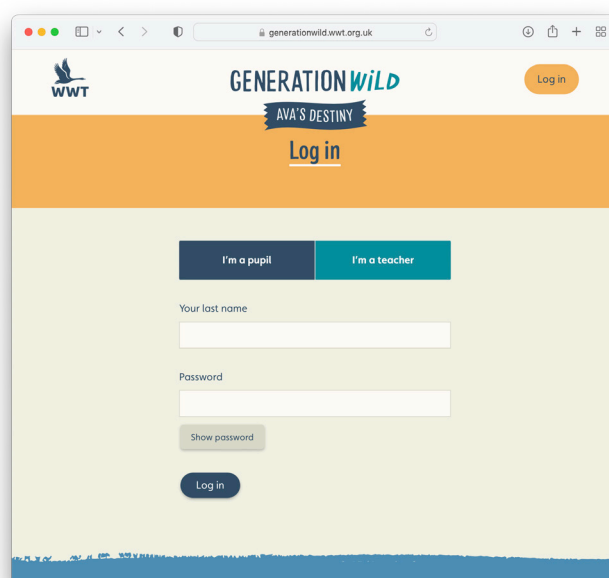 generationwild.wwt.org.uk
WWT
GENERATION WiLD
Log in
AVA'S DESTINY
Log in
I'm a pupil
I'm a teacher
Your last name
Password
Show password
Log in